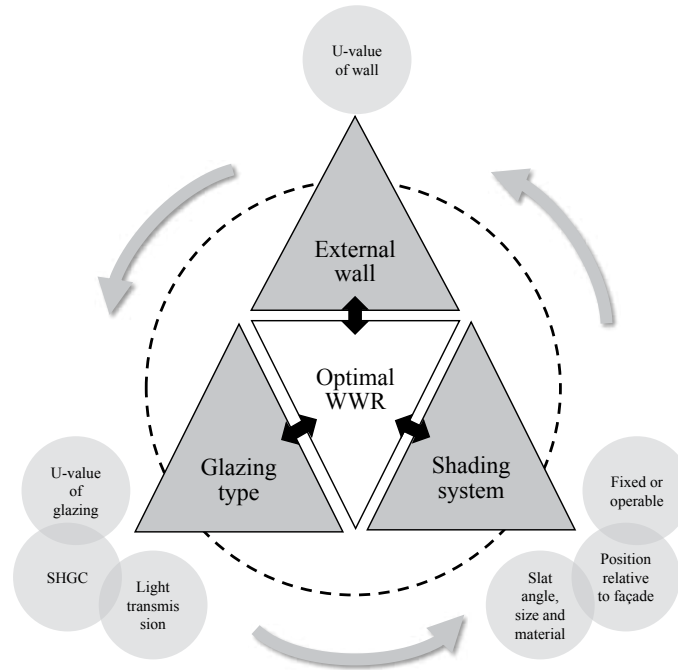 U-value
of wall
External
wall
Optimal
WWR
Glazing
type
Shading
system
U-value
of
glazing
SHGC
Light
transmis
sion
Fixed or
operable
Position
relative
to façade
Slat
angle,
size and
material